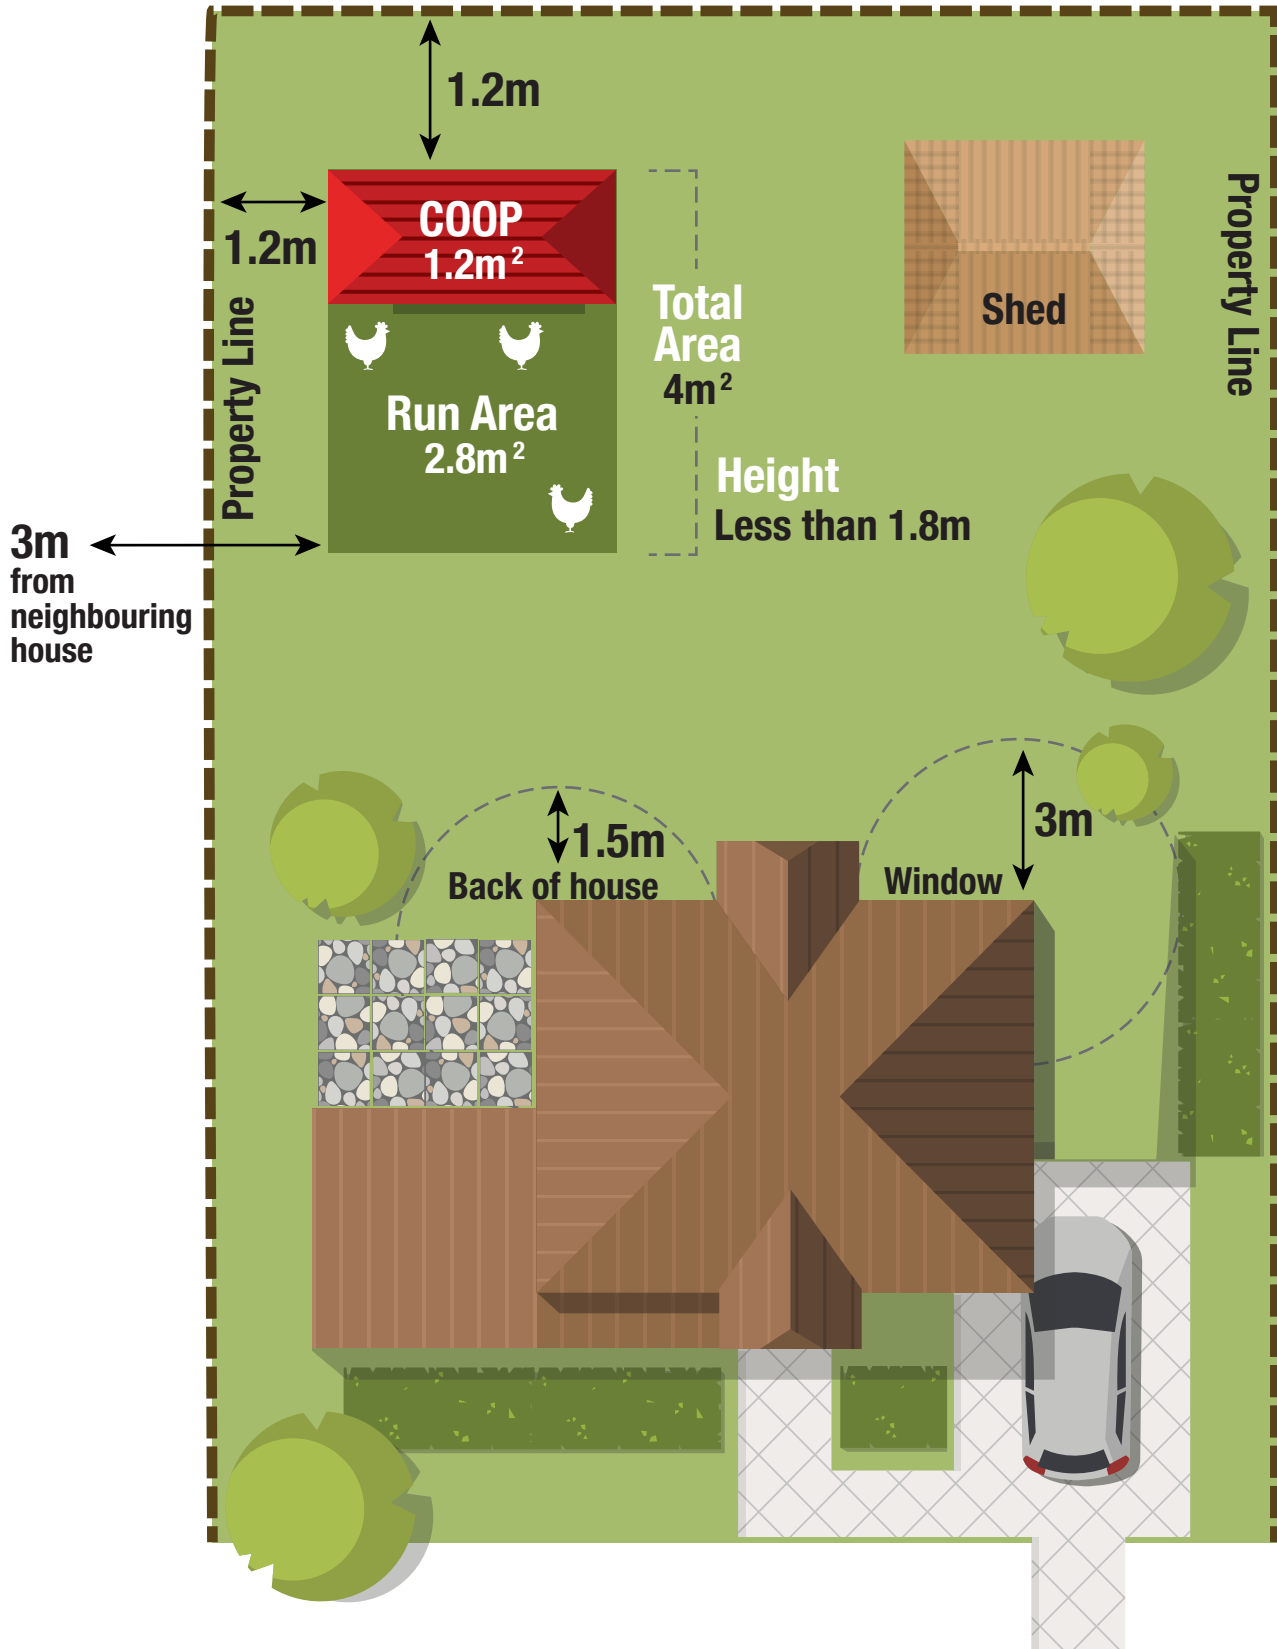 1.2m
1.2m
COOP
1.2m²
Property Line
Total
Area
4m²
Shed
Property Line
Run Area
2.8m²
Height
Less than 1.8m
3m
from
neighbouring
house
1.5m
Back of house
3m
Window